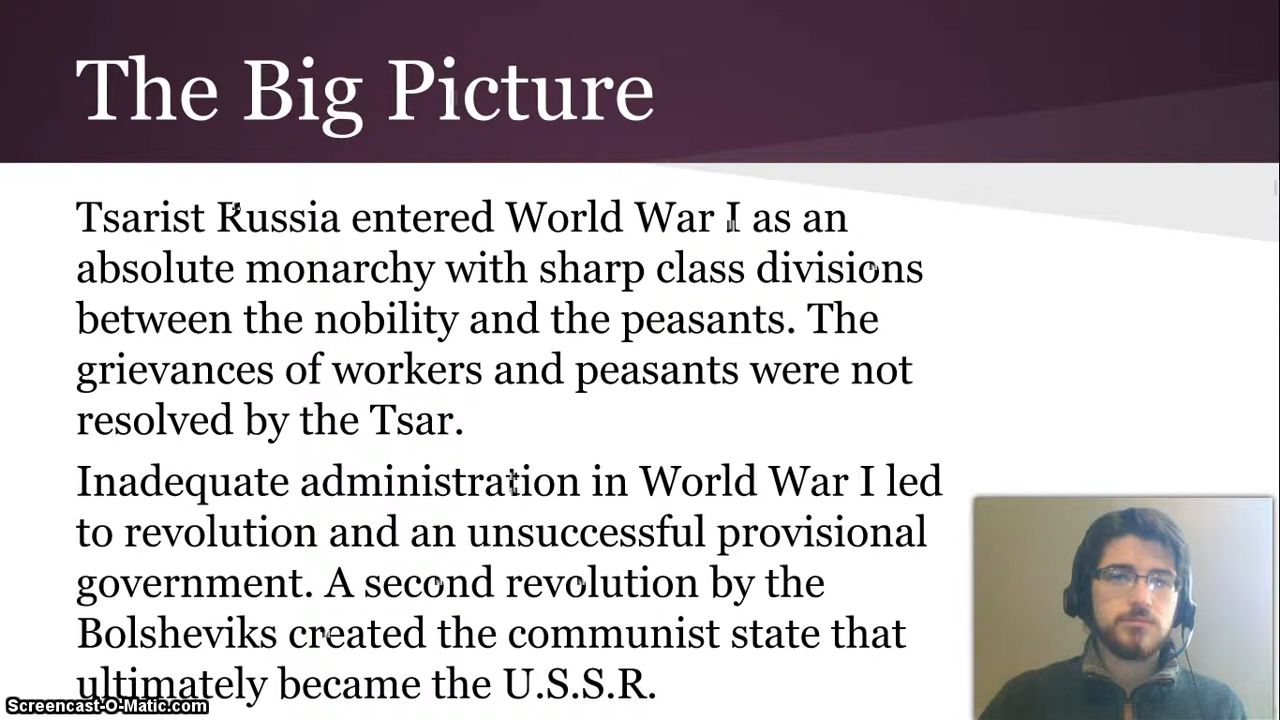 The Big Picture
Tsarist Russia entered World War I as an
absolute monarchy with sharp class divisions
between the nobility and the peasants. The
grievances of workers and peasants were not
resolved by the Tsar.
Inadequate administration in World War I led
to revolution and an unsuccessful provisional
government. A second revolution by the
Bolsheviks created the communist state that
ultimately became the U.S.S.R.
Screencast-O-Matic.com